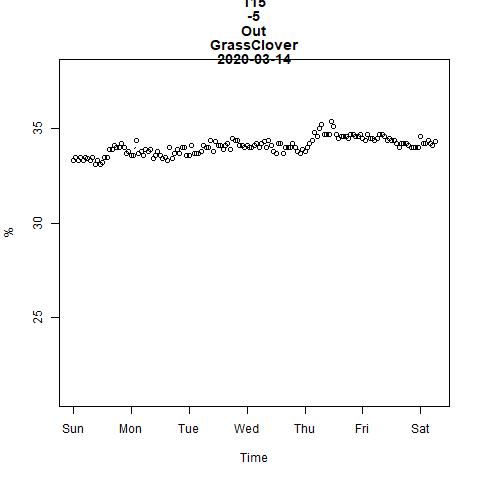 T15
-5
Out
GrassClover
2020-03-14
35
30
25
%
Sun Mon Tue Wed Thu Fri Sat
Time